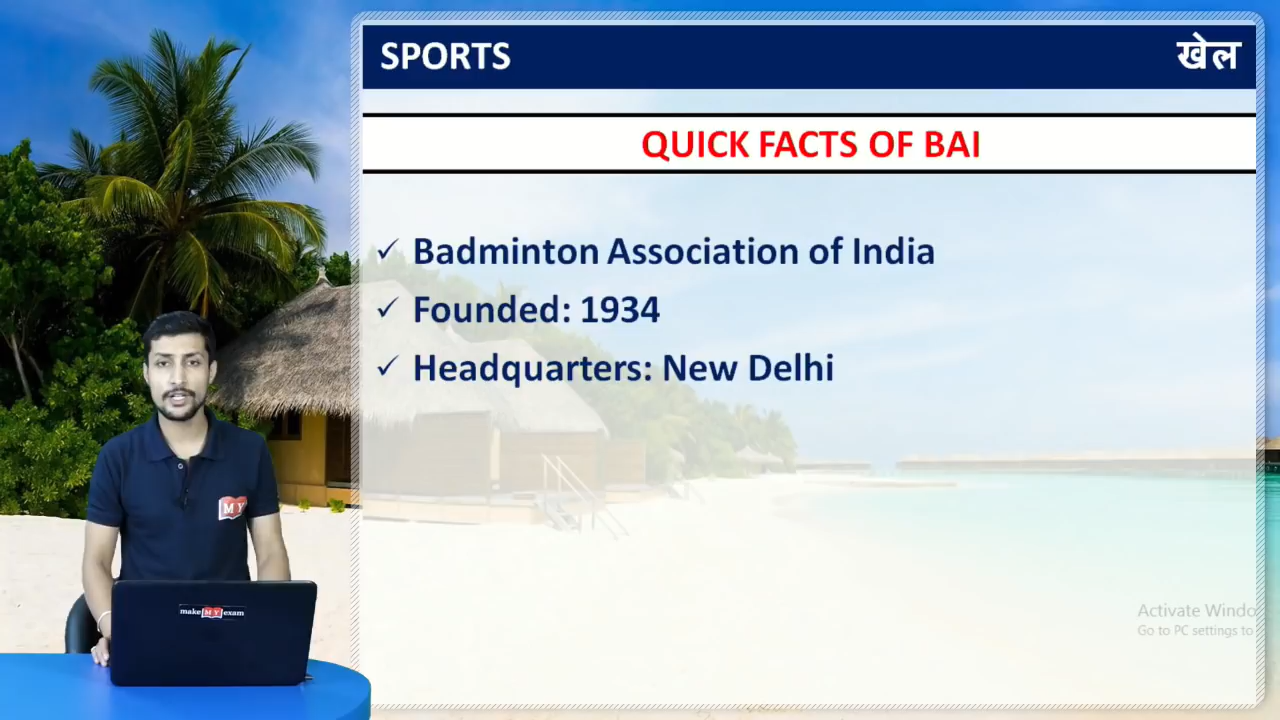 SPORTS खेल
QUICK FACTS OF BAI
✓ Badminton Association of India
✓ Founded: 1934
✓ Headquarters: New Delhi
MY
make MY exam
Activate Windo
Go to PC settings to